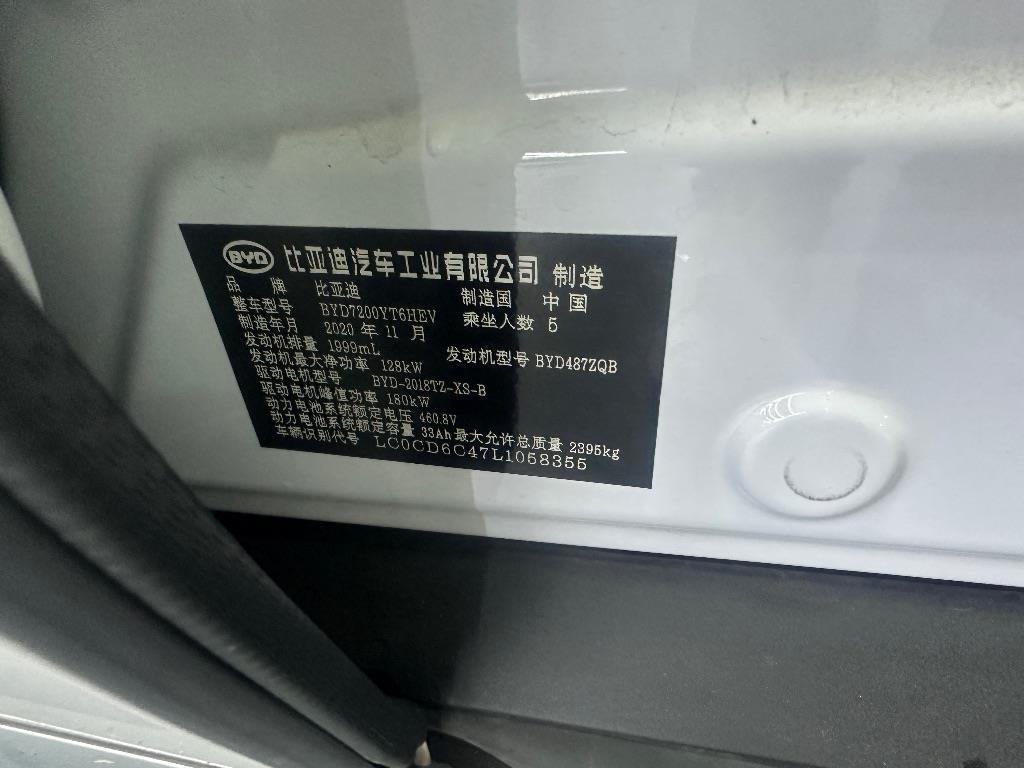 BYD 比亚迪汽车工业有限公司 制造
品牌 比亚迪 制造国 中国
整车型号 BYD7200YT6HEV 乘坐人数 5
制造年月 2020 年 11 月
发动机排量 1999mL 发动机型号 BYD487ZQB
发动机最大净功率 128kW
驱动电机型号 BYD-2018TZ-XS-B
驱动电机峰值功率 180kW
动力电池系统额定电压 460.8V
动力电池系统额定容量 33Ah 最大允许总质量 2395kg
车辆识别代号 LC0CD6C47L1058355